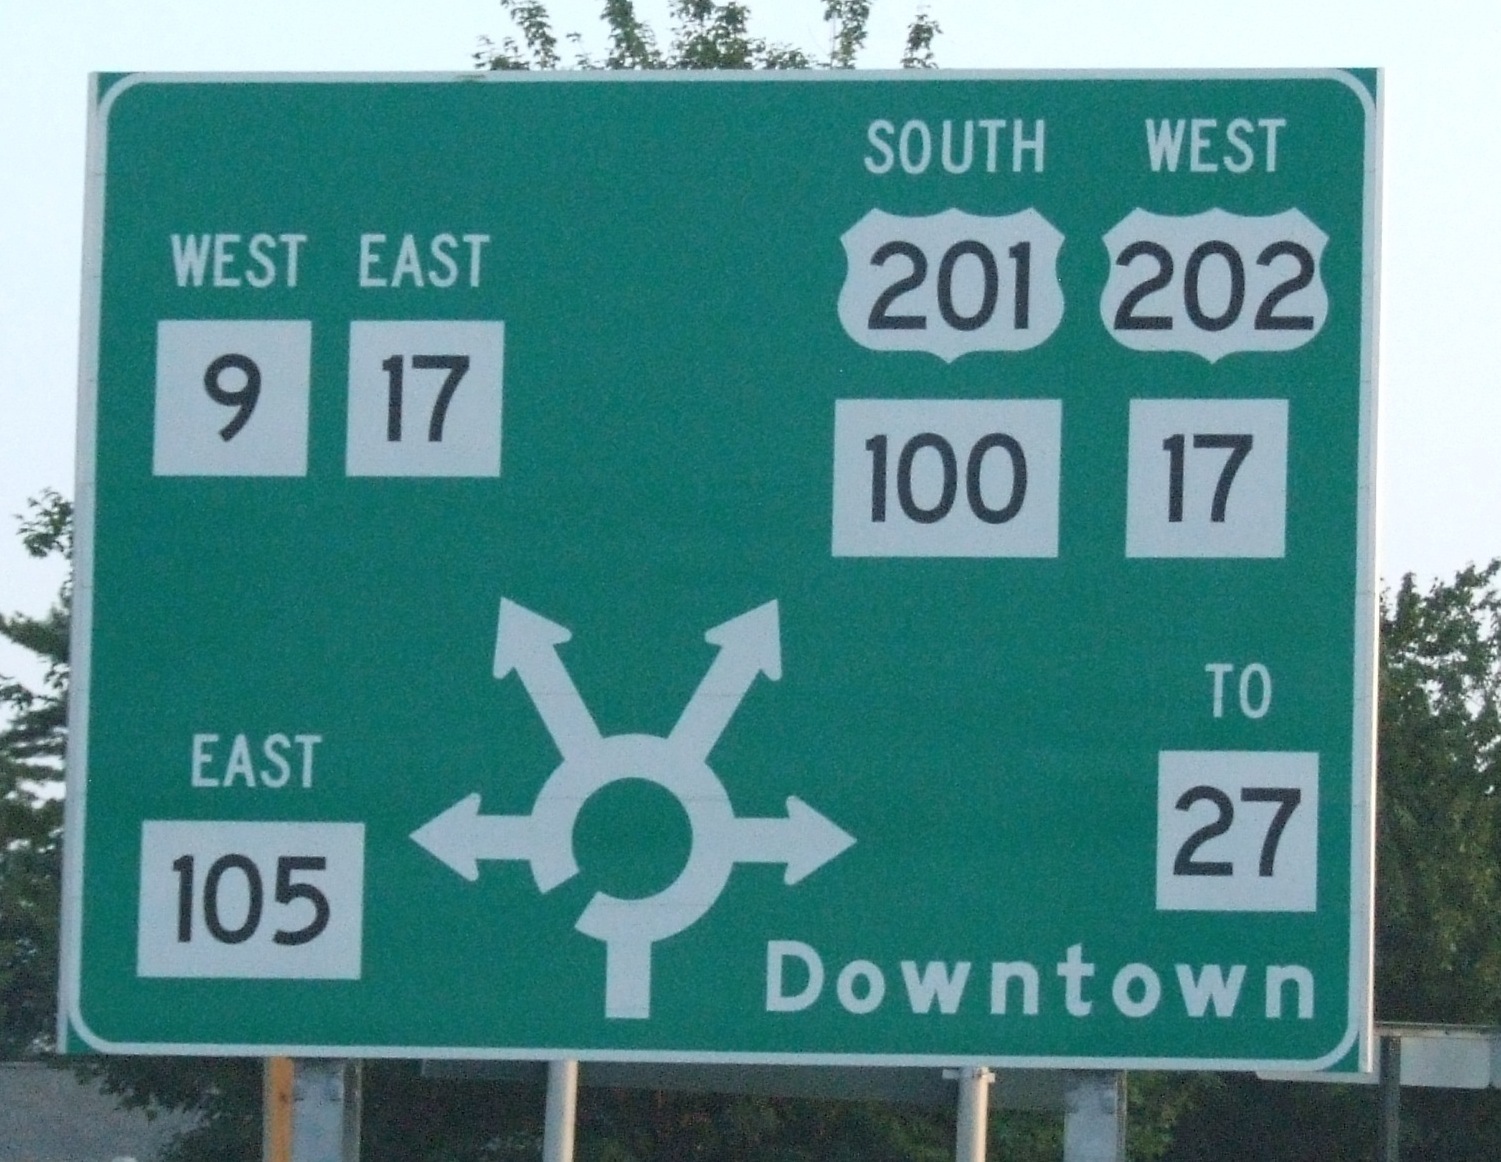 SOUTH WEST
201 202
100 17
WEST EAST
9 17
EAST
105
TO
27
Downtown